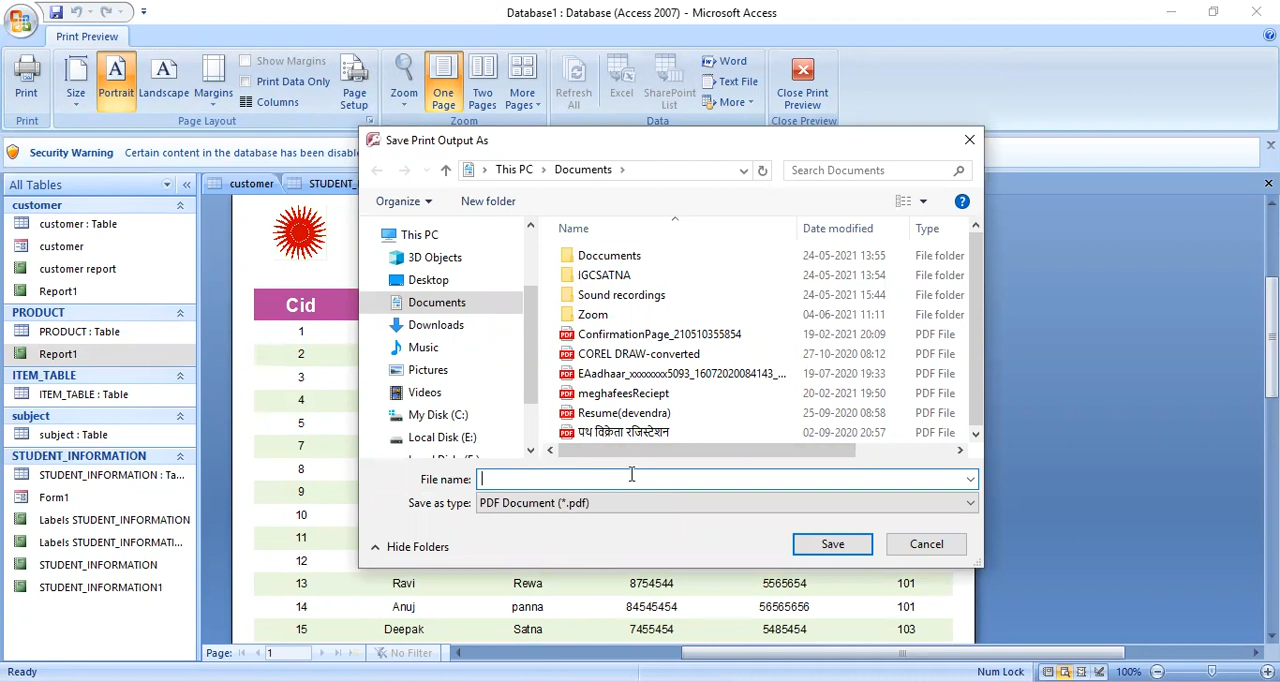 Database1 : Database (Access 2007) - Microsoft Access
Print Preview
Print
Size
Portrait
Landscape
Margins
Show Margins
Print Data Only
Columns
Page Setup
Zoom
One Page
Two Pages
More Pages
Refresh All
Excel
SharePoint List
Word
Text File
More
Close Print Preview
Print
Page Layout
Zoom
Data
Close Preview
Security Warning Certain content in the database has been disable
All Tables
customer
customer : Table
customer
customer report
Report1
PRODUCT
PRODUCT : Table
Report1
ITEM_TABLE
ITEM_TABLE : Table
subject
subject : Table
STUDENT_INFORMATION
STUDENT_INFORMATION : Ta...
Form1
Labels STUDENT_INFORMATION
Labels STUDENT_INFORMATI...
STUDENT_INFORMATION
STUDENT_INFORMATION1
customer STUDENT_
Cid
1
2
3
4
5
6
7
8
9
10
11
12
13 Ravi Rewa 8754544 5565654 101
14 Anuj panna 84545454 56565656 101
15 Deepak Satna 7455454 5485454 103
Save Print Output As
This PC Documents
Search Documents
Organize New folder
This PC
3D Objects
Desktop
Documents
Downloads
Music
Pictures
Videos
My Disk (C:)
Local Disk (E:)
Name Date modified Type
Doccuments 24-05-2021 13:55 File folder
IGCSATNA 24-05-2021 13:54 File folder
Sound recordings 24-05-2021 15:44 File folder
Zoom 04-06-2021 11:11 File folder
ConfirmationPage_210510355854 19-02-2021 20:09 PDF File
COREL DRAW-converted 27-10-2020 08:12 PDF File
EAadhaar_xxxxxxxx5093_16072020084143_... 19-07-2020 19:33 PDF File
meghafeesReciept 20-02-2021 19:50 PDF File
Resume(devendra) 25-09-2020 08:58 PDF File
पथ विक्रेता रजिस्टेशन 02-09-2020 20:57 PDF File
File name:
Save as type: PDF Document (*.pdf)
Hide Folders
Save
Cancel
Page: 1 No Filter
Ready
Num Lock
100%